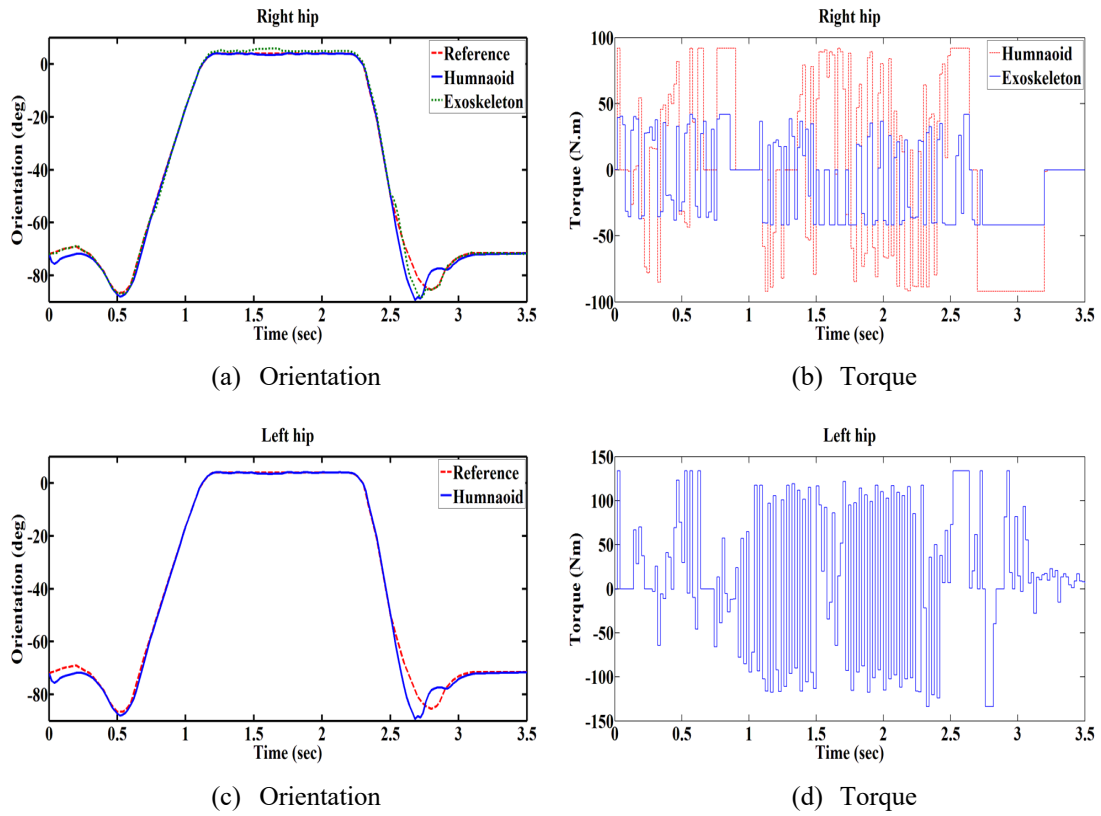 Right hip
Orientation (deg)
0
-20
-40
-60
-80
Reference
Humnaoid
Exoskeleton
0 0.5 1 1.5 2 2.5 3 3.5
Time (sec)
(a) Orientation
Right hip
Torque (N.m)
100
50
0
-50
-100
Humnaoid
Exoskeleton
0 0.5 1 1.5 2 2.5 3 3.5
Time (sec)
(b) Torque
Left hip
Orientation (deg)
0
-20
-40
-60
-80
Reference
Humnaoid
0 0.5 1 1.5 2 2.5 3 3.5
Time (sec)
(c) Orientation
Left hip
Torque (Nm)
150
100
50
0
-50
-100
-150
0 0.5 1 1.5 2 2.5 3 3.5
Time (sec)
(d) Torque